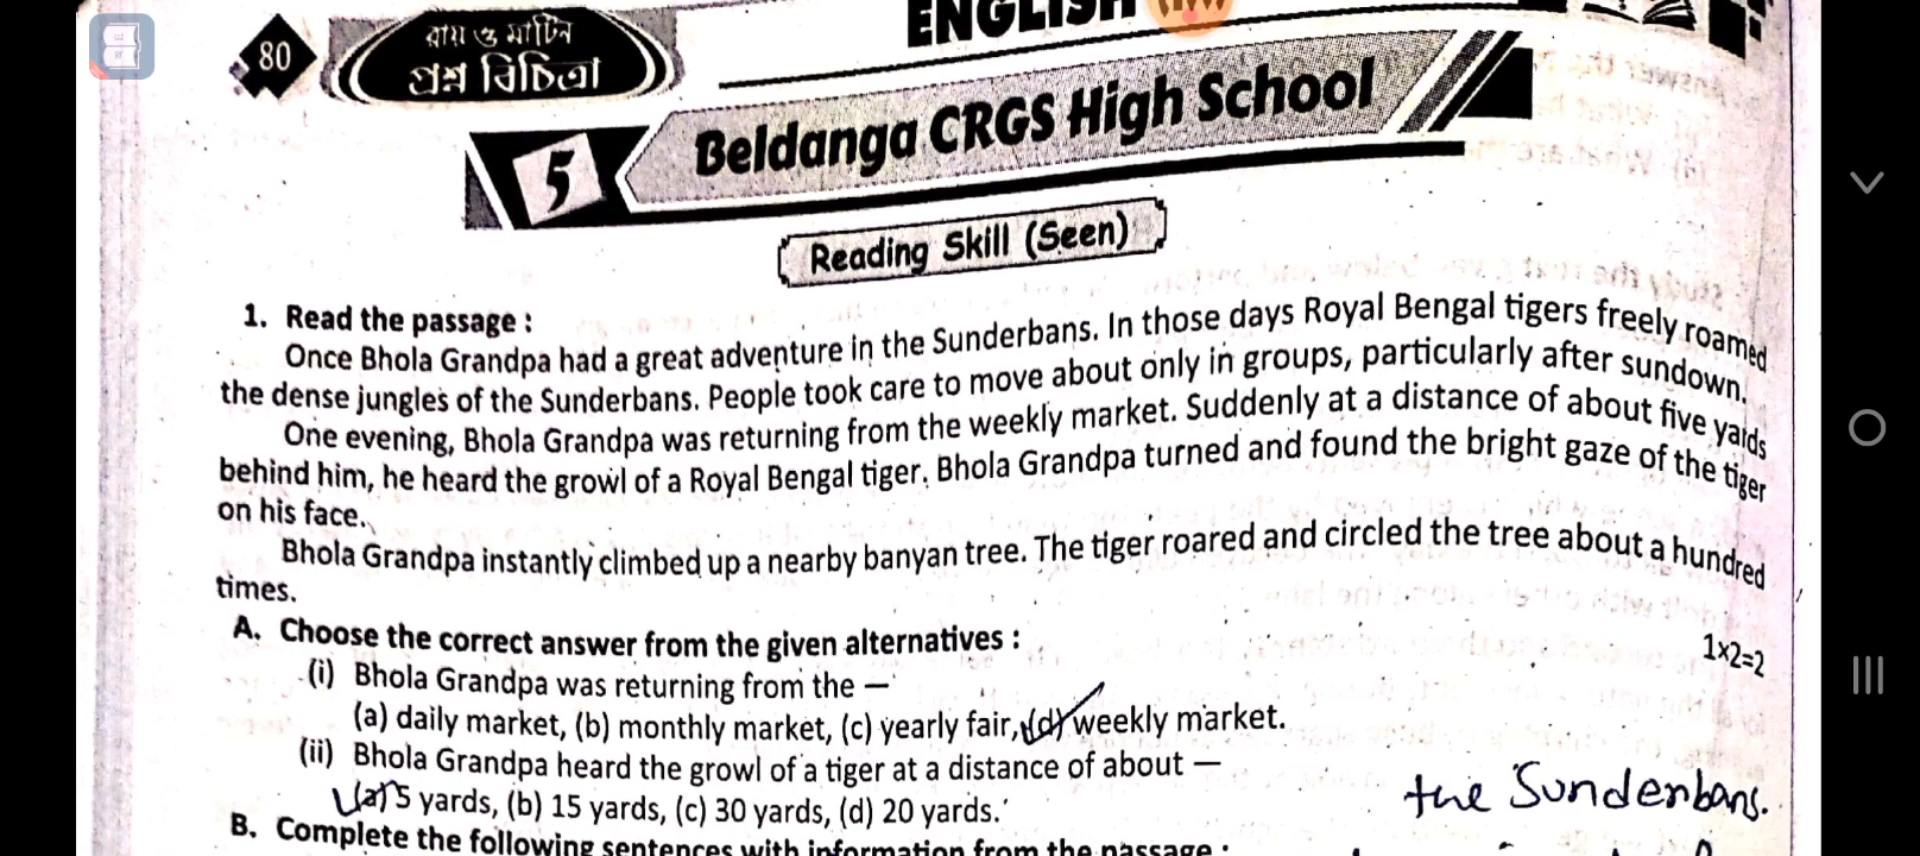 80
রায় ও মার্টিন
প্রশ্ন বিচিত্রা
ENGLISH
5
Beldanga CRGS High School
Reading Skill (Seen)
1. Read the passage :
Once Bhola Grandpa had a great adventure in the Sunderbans. In those days Royal Bengal tigers freely roamed
the dense jungles of the Sunderbans. People took care to move about only in groups, particularly after sundown.
One evening, Bhola Grandpa was returning from the weekly market. Suddenly at a distance of about five yards
behind him, he heard the growl of a Royal Bengal tiger. Bhola Grandpa turned and found the bright gaze of the tiger
on his face.
Bhola Grandpa instantly climbed up a nearby banyan tree. The tiger roared and circled the tree about a hundred
times.
A. Choose the correct answer from the given alternatives : 1×2=2
(i) Bhola Grandpa was returning from the —
(a) daily market, (b) monthly market, (c) yearly fair, (d) weekly market.
(ii) Bhola Grandpa heard the growl of a tiger at a distance of about —
(a) 5 yards, (b) 15 yards, (c) 30 yards, (d) 20 yards.
the Sunderbans.
B. Complete the following sentences with information from the passage :